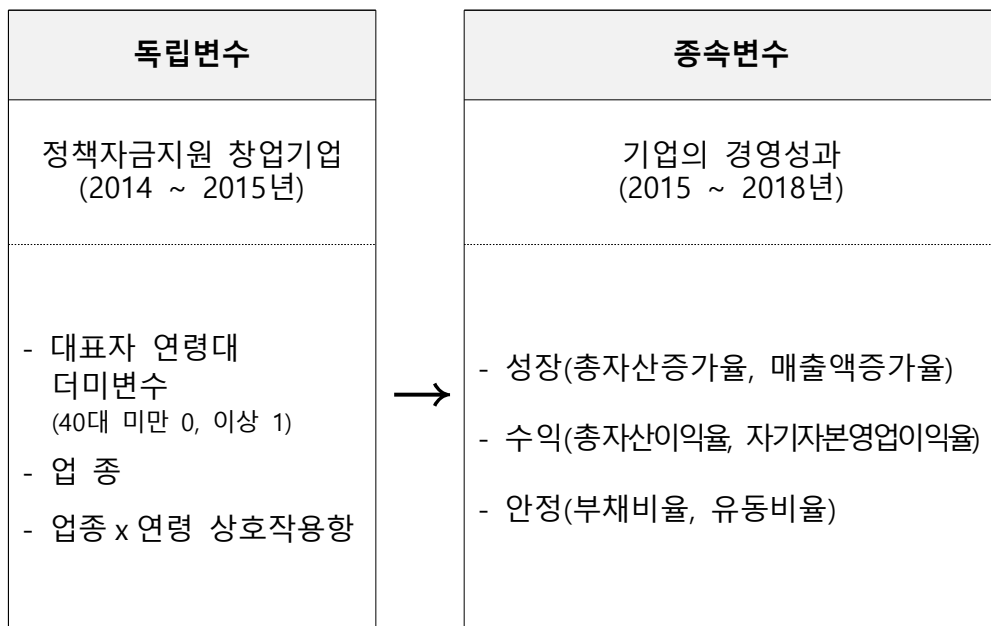 독립변수
정책자금지원 창업기업
(2014 ~ 2015년)
- 대표자 연령대
더미변수
(40대 미만 0, 이상 1)
- 업 종
- 업종 x 연령 상호작용항
→
종속변수
기업의 경영성과
(2015 ~ 2018년)
- 성장(총자산증가율, 매출액증가율)
- 수익(총자산이익율, 자기자본영업이익율)
- 안정(부채비율, 유동비율)